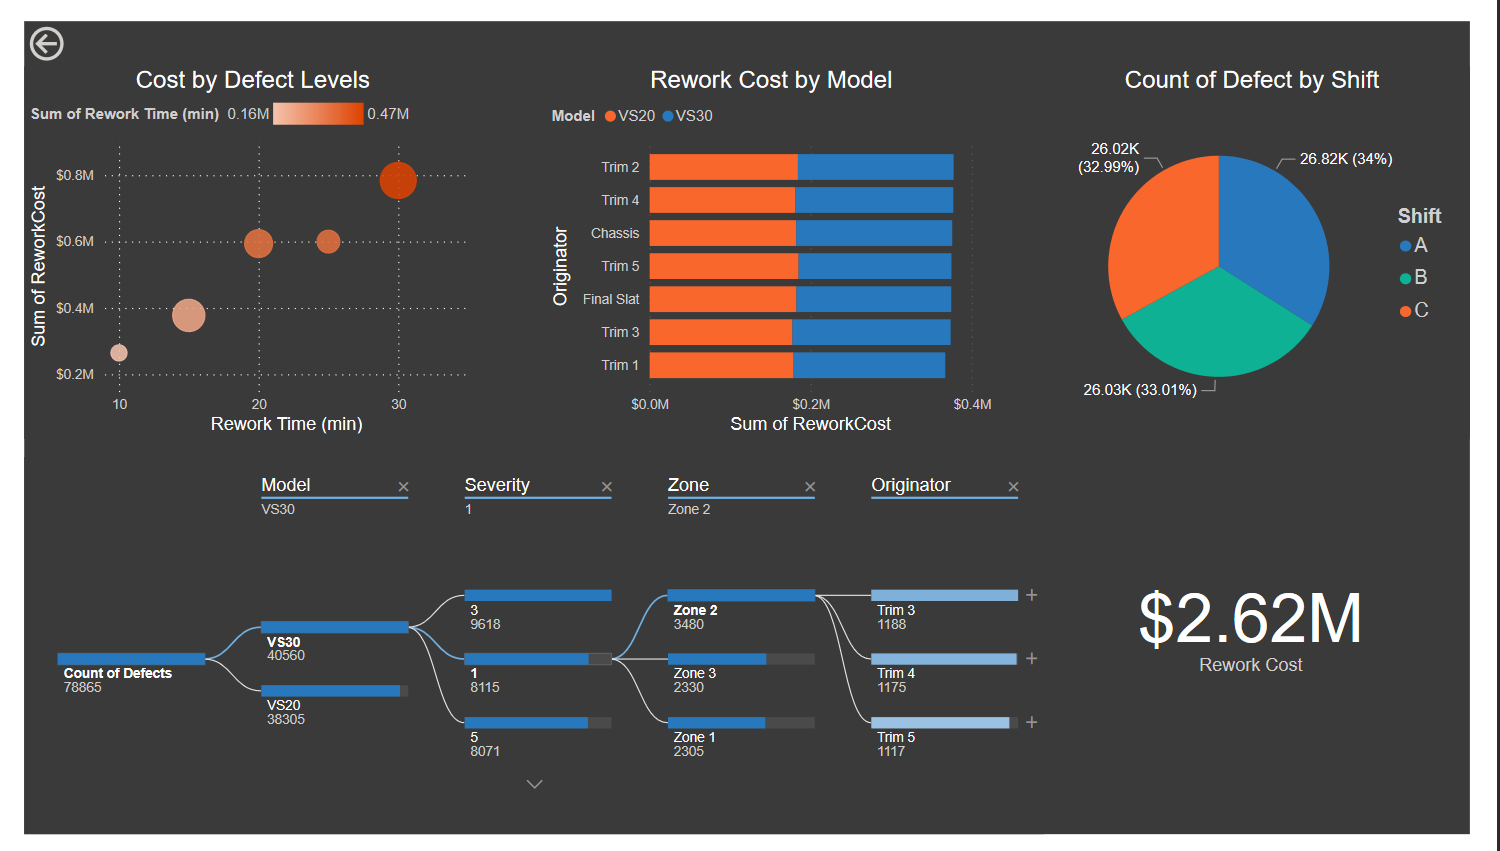 Cost by Defect Levels
Sum of Rework Time (min) 0.16M 0.47M
Sum of ReworkCost
$0.8M
$0.6M
$0.4M
$0.2M
10 20 30
Rework Time (min)
Rework Cost by Model
Model VS20 VS30
Originator
Trim 2
Trim 4
Chassis
Trim 5
Final Slat
Trim 3
Trim 1
$0.0M $0.2M $0.4M
Sum of ReworkCost
Count of Defect by Shift
26.02K
(32.99%)
26.82K (34%)
26.03K (33.01%)
Shift
A
B
C
Model
VS30
Severity
1
Zone
Zone 2
Originator
Count of Defects
78865
VS30
40560
VS20
38305
3
9618
1
8115
5
8071
Zone 2
3480
Zone 3
2330
Zone 1
2305
Trim 3
1188
Trim 4
1175
Trim 5
1117
$2.62M
Rework Cost